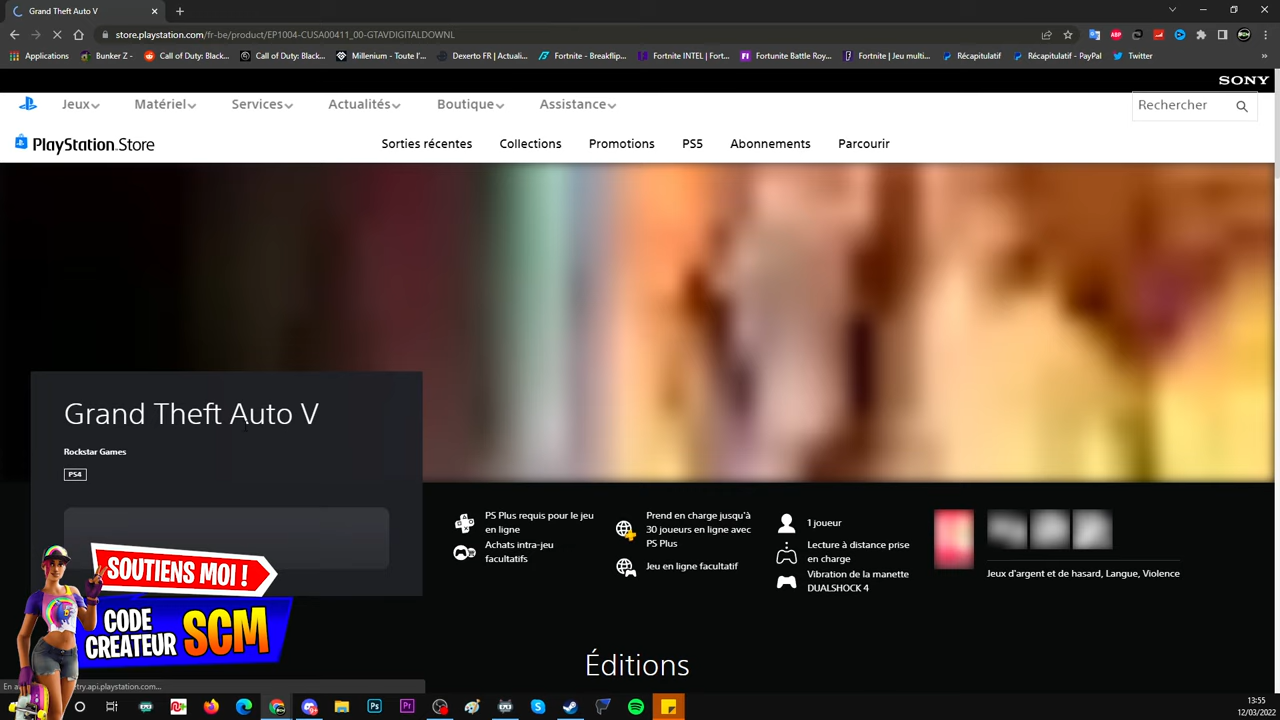 Grand Theft Auto V
store.playstation.com/fr-be/product/EP1004-CUSA00411_00-GTAVDIGITALDOWNL
Applications
Bunker Z -
Call of Duty: Black...
Call of Duty: Black...
Millenium - Toute l'...
Dexerto FR | Actuali...
Fortnite - Breakflip...
Fortnite INTEL | For...
Fortunite Battle Roy...
Fortnite | Jeu multi...
Récapitulatif
Récapitulatif - PayPal
Twitter
»
SONY
Jeux
Matériel
Services
Actualités
Boutique
Assistance
Rechercher
PlayStation.Store
Sorties récentes
Collections
Promotions
PS5
Abonnements
Parcourir
Grand Theft Auto V
Rockstar Games
PS4
PS Plus requis pour le jeu
en ligne
Achats intra-jeu
facultatifs
Prend en charge jusqu'à
30 joueurs en ligne avec
PS Plus
Jeu en ligne facultatif
1 joueur
Lecture à distance prise
en charge
Vibration de la manette
DUALSHOCK 4
Jeux d'argent et de hasard, Langue, Violence
SOUTIENS MOI !
CODE
CREATEUR SCM
Éditions
try.api.playstation.com...
13:55
12/03/2022